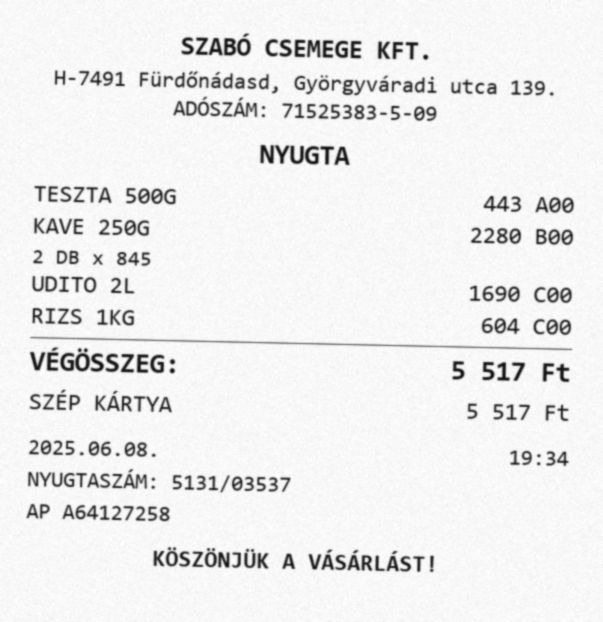 SZABÓ CSEMEGE KFT.
H-7491 Fürdőnádasd, Györgyváradi utca 139.
ADÓSZÁM: 71525383-5-09
NYUGTA
TESZTA 500G 443 A00
KAVE 250G 2280 B00
2 DB x 845
UDITO 2L 1690 C00
RIZS 1KG 604 C00
VÉGÖSSZEG: 5 517 Ft
SZÉP KÁRTYA 5 517 Ft
2025.06.08. 19:34
NYUGTASZÁM: 5131/03537
AP A64127258
KÖSZÖNJÜK A VÁSÁRLÁST!